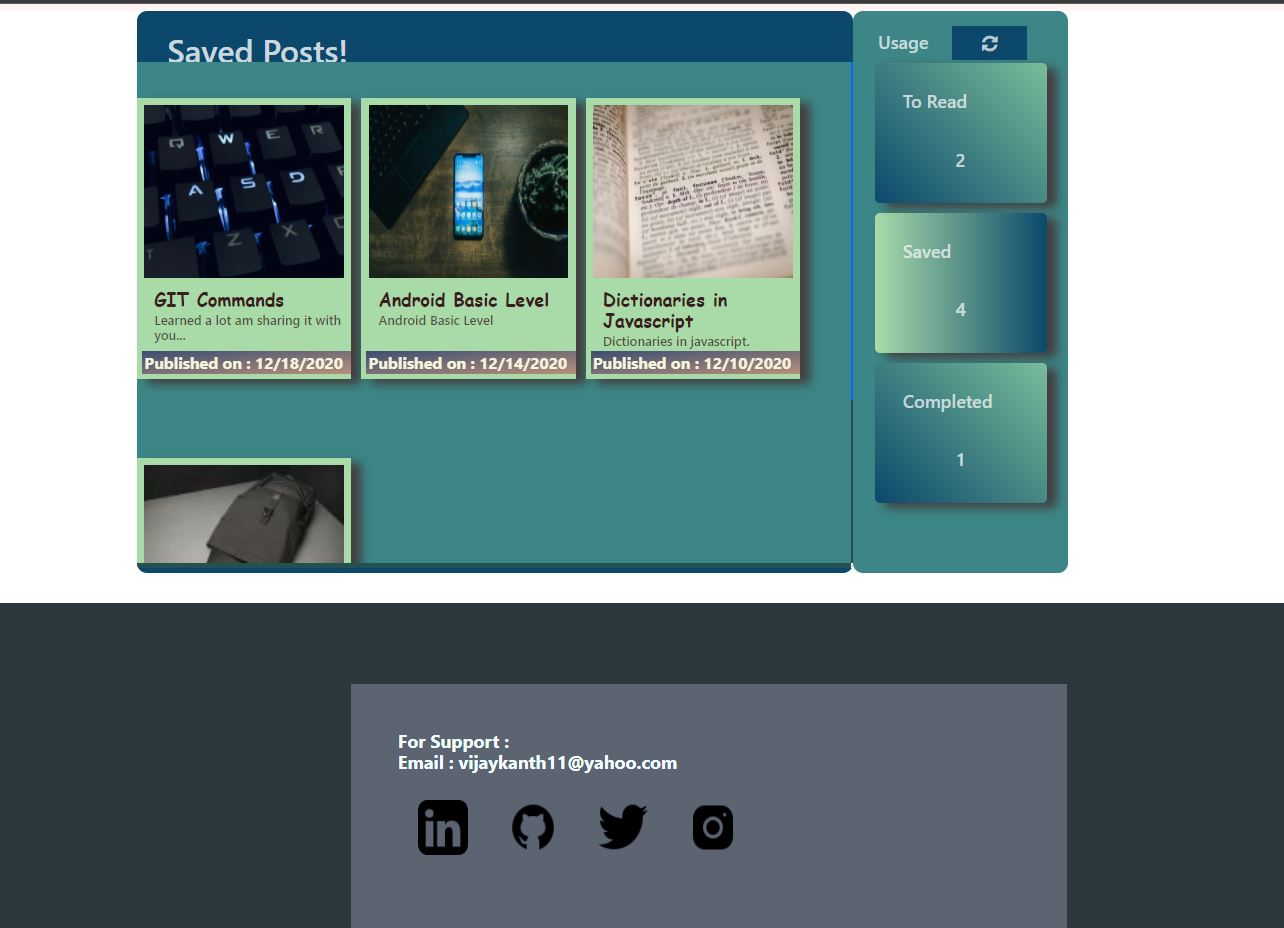 Saved Posts!
Usage
To Read
2
Saved
4
Completed
1
Q W E R
A S D
Z X
GIT Commands
Learned a lot am sharing it with
you...
Published on : 12/18/2020
Android Basic Level
Android Basic Level
Published on : 12/14/2020
Dictionaries in
Javascript
Dictionaries in javascript.
Published on : 12/10/2020
For Support :
Email : vijaykanth11@yahoo.com
in